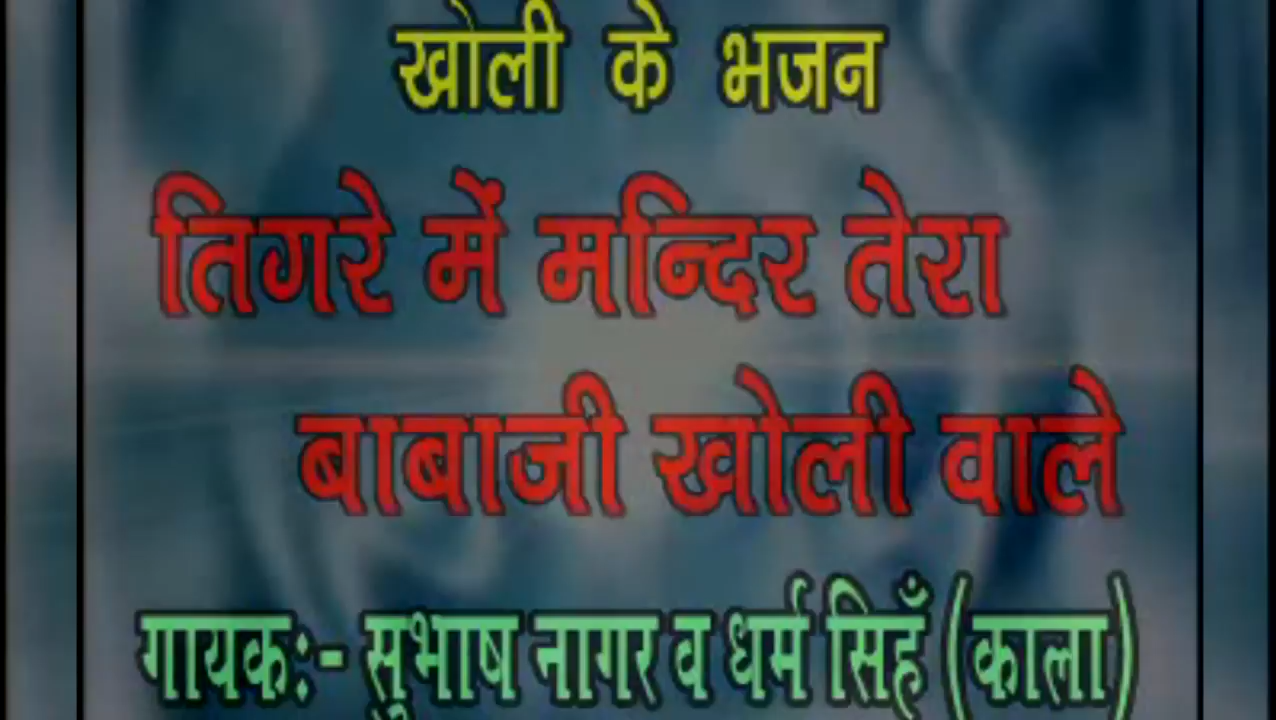 खोली के भजन
तिगरे में मन्दिर तेरा
बाबाजी खोली वाले
गायकः- सुभाष नागर व धर्म सिहँ (काला)